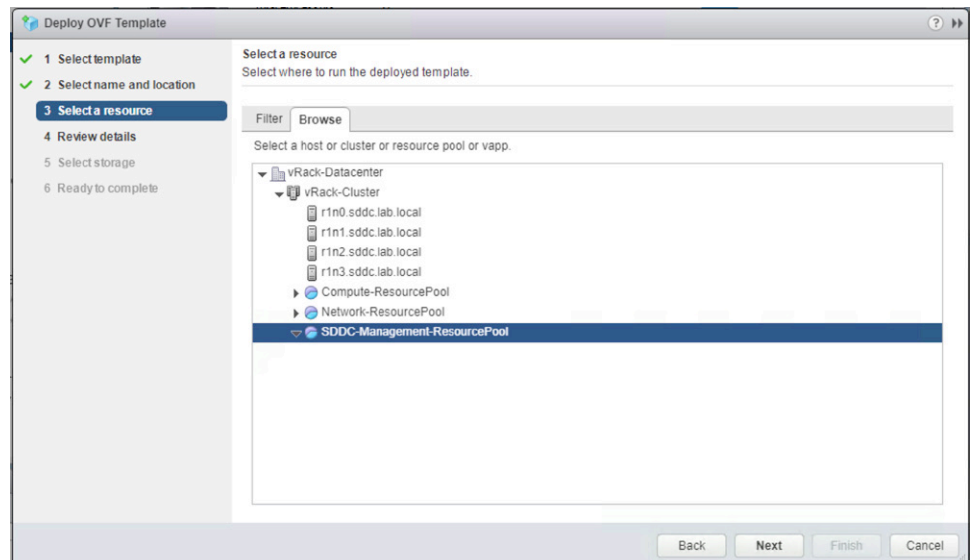 Deploy OVF Template
1 Select template
2 Select name and location
3 Select a resource
4 Review details
5 Select storage
6 Ready to complete
Select a resource
Select where to run the deployed template.
Filter Browse
Select a host or cluster or resource pool or vapp.
vRack-Datacenter
vRack-Cluster
r1n0.sddc.lab.local
r1n1.sddc.lab.local
r1n2.sddc.lab.local
r1n3.sddc.lab.local
Compute-ResourcePool
Network-ResourcePool
SDDC-Management-ResourcePool
Back Next Finish Cancel